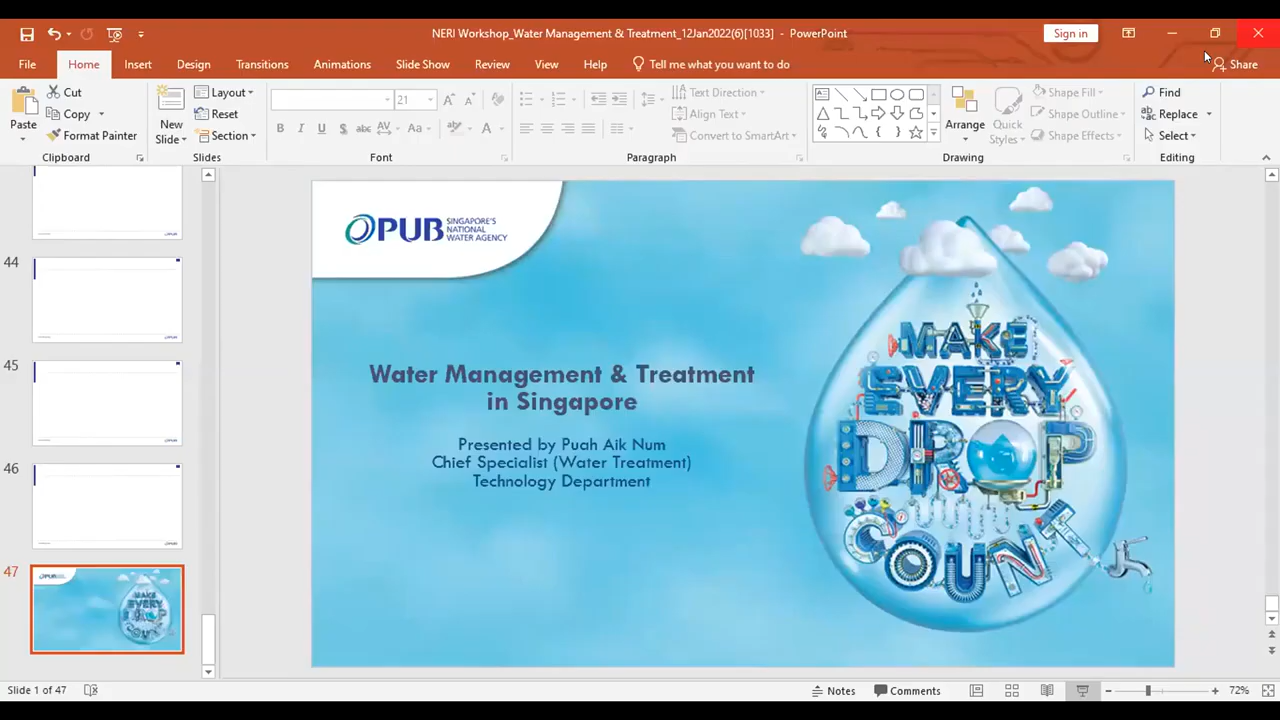 NERI Workshop_Water Management & Treatment_12Jan2022(6)[1033] - PowerPoint
Sign in
File Home Insert Design Transitions Animations Slide Show Review View Help Tell me what you want to do Share
Paste
Cut
Copy
Format Painter
Clipboard
New Slide
Layout
Reset
Section
Slides
21
B I U S abc AV Aa A
Font
Text Direction
Align Text
Convert to SmartArt
Paragraph
Arrange
Quick Styles
Shape Fill
Shape Outline
Shape Effects
Drawing
Find
Replace
Select
Editing
44
45
46
47
PUB
SINGAPORE'S
NATIONAL
WATER AGENCY
Water Management & Treatment
in Singapore
Presented by Puah Aik Num
Chief Specialist (Water Treatment)
Technology Department
MAKE
EVERY
DROP
COUNT
Slide 1 of 47
Notes
Comments
72%